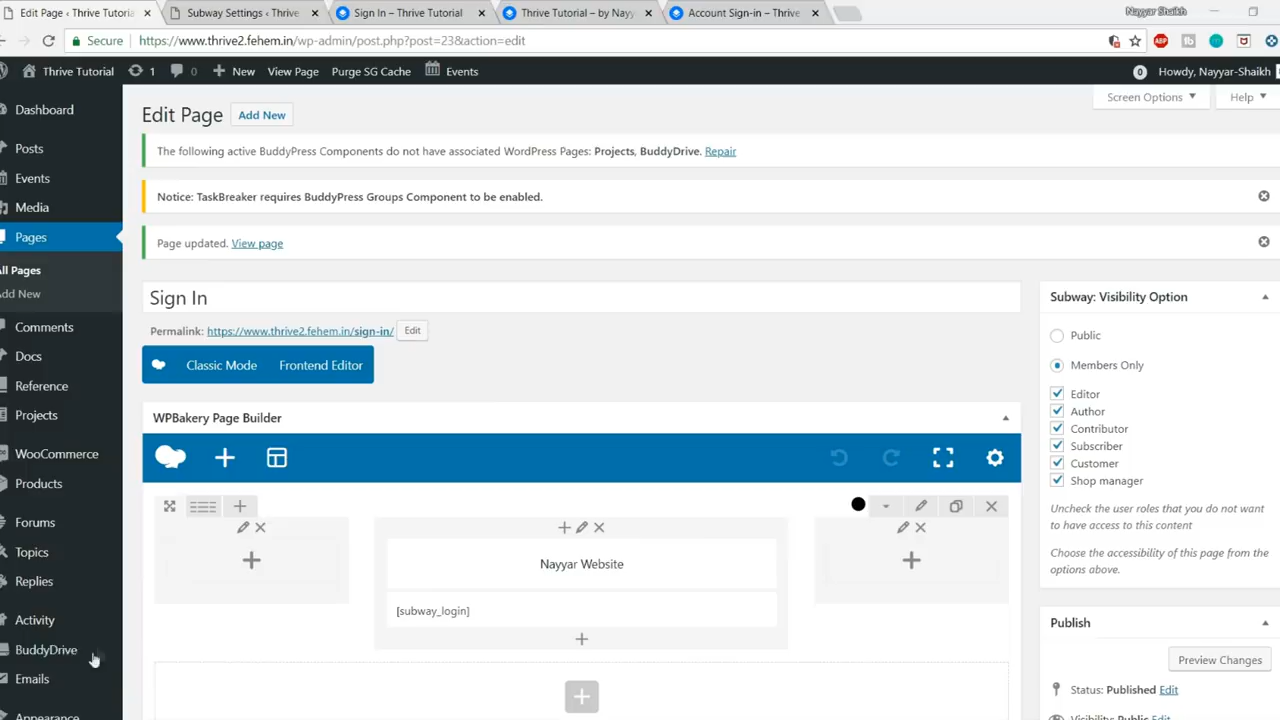 Edit Page ‹ Thrive Tutoria
Subway Settings ‹ Thrive
Sign In – Thrive Tutorial
Thrive Tutorial – by Nayy
Account Sign-in – Thrive
Nayyar Shaikh
Secure https://www.thrive2.fehem.in/wp-admin/post.php?post=23&action=edit
Thrive Tutorial 1 0 New View Page Purge SG Cache Events 0 Howdy, Nayyar-Shaikh
Dashboard
Posts
Events
Media
Pages
All Pages
Add New
Comments
Docs
Reference
Projects
WooCommerce
Products
Forums
Topics
Replies
Activity
BuddyDrive
Emails
Appearance
Edit Page Add New
Screen Options Help
The following active BuddyPress Components do not have associated WordPress Pages: Projects, BuddyDrive. Repair
Notice: TaskBreaker requires BuddyPress Groups Component to be enabled.
Page updated. View page
Sign In
Permalink: https://www.thrive2.fehem.in/sign-in/ Edit
Classic Mode Frontend Editor
WPBakery Page Builder
Nayyar Website
[subway_login]
Subway: Visibility Option
Public
Members Only
Editor
Author
Contributor
Subscriber
Customer
Shop manager
Uncheck the user roles that you do not
want to have access to this content
Choose the accessibility of this page from the
options above.
Publish
Preview Changes
Status: Published Edit
Visibility: Public Edit